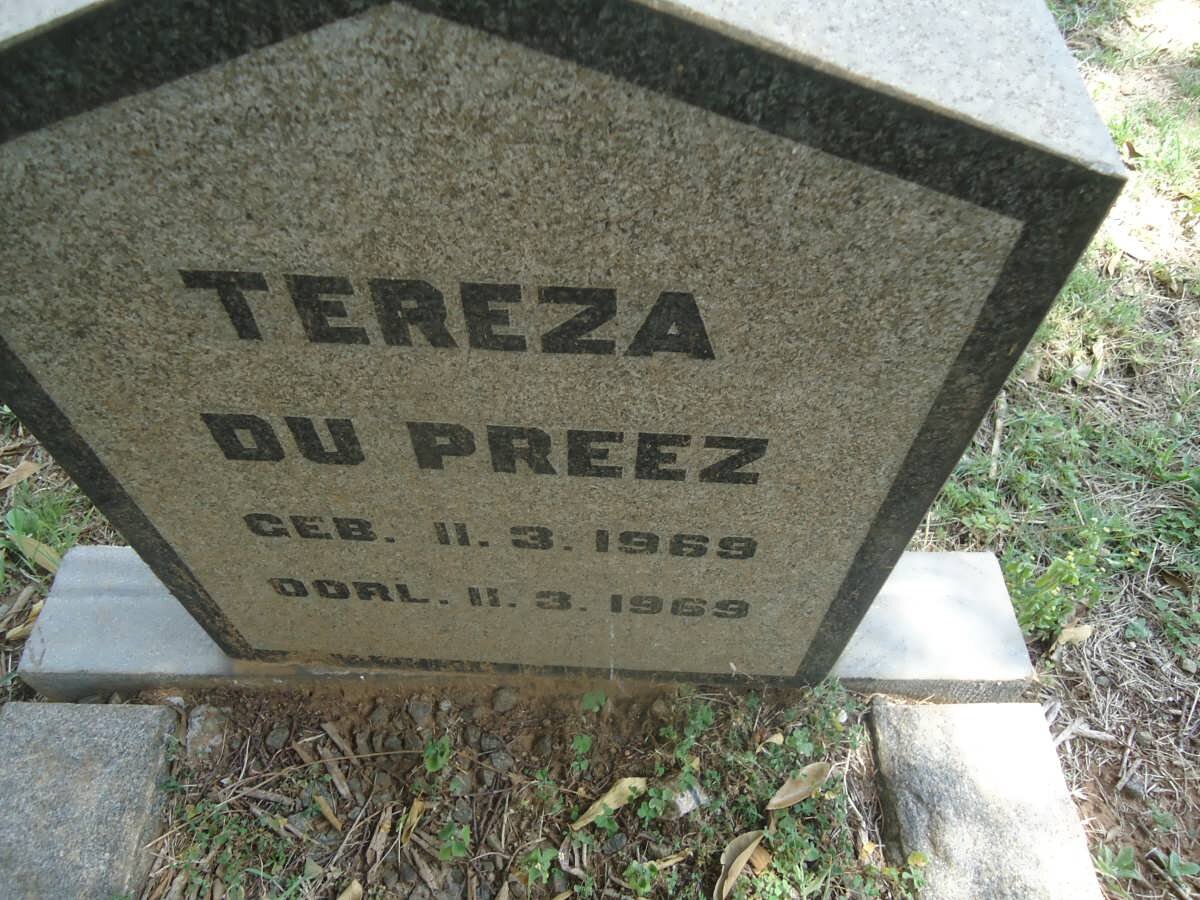 TEREZA
DU PREEZ
GEB. 11. 3. 1969
OORL. 11. 3. 1969